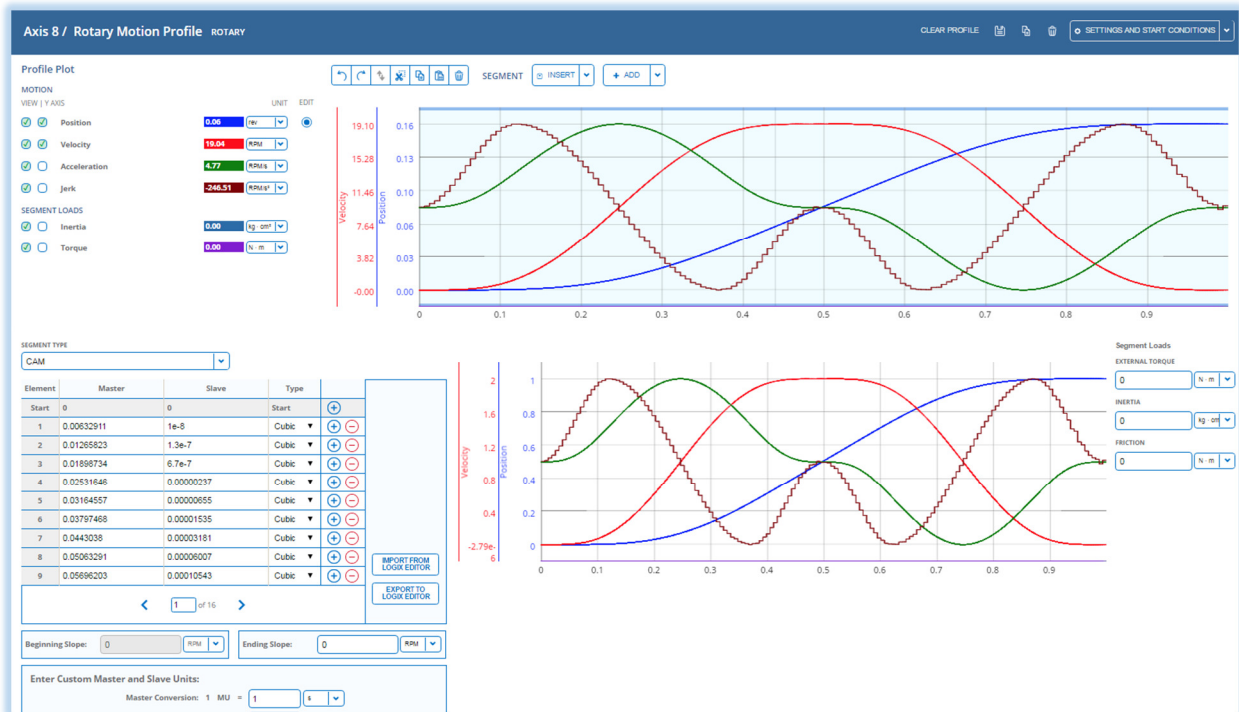 Axis 8 / Rotary Motion Profile ROTARY
CLEAR PROFILE
SETTINGS AND START CONDITIONS
Profile Plot
SEGMENT INSERT + ADD
MOTION
VIEW | Y AXIS UNIT EDIT
Position 0.06 rev
Velocity 19.04 RPM
Acceleration 4.77 RPM/s
Jerk -246.51 RPM/s²
SEGMENT LOADS
Inertia 0.00 kg · cm²
Torque 0.00 N · m
Velocity
19.10
15.28
11.46
7.64
3.82
-0.00
Position
0.16
0.13
0.10
0.06
0.03
0.00
0 0.1 0.2 0.3 0.4 0.5 0.6 0.7 0.8 0.9
SEGMENT TYPE
CAM
Element Master Slave Type
Start 0 0 Start
1 0.00632911 1e-8 Cubic
2 0.01265823 1.3e-7 Cubic
3 0.01898734 6.7e-7 Cubic
4 0.02531646 0.00000237 Cubic
5 0.03164557 0.00000655 Cubic
6 0.03797468 0.00001535 Cubic
7 0.0443038 0.00003181 Cubic
8 0.05063291 0.00006007 Cubic
9 0.05696203 0.00010543 Cubic
1 of 16
IMPORT FROM
LOGIX EDITOR
EXPORT TO
LOGIX EDITOR
Beginning Slope: 0 RPM
Ending Slope: 0 RPM
Enter Custom Master and Slave Units:
Master Conversion: 1 MU = 1 s
Velocity
2
1.6
1.2
0.8
0.4
-2.79e-
6
Position
1
0.8
0.6
0.4
0.2
0
0 0.1 0.2 0.3 0.4 0.5 0.6 0.7 0.8 0.9
Segment Loads
EXTERNAL TORQUE
0 N · m
INERTIA
0 kg · cm
FRICTION
0 N · m